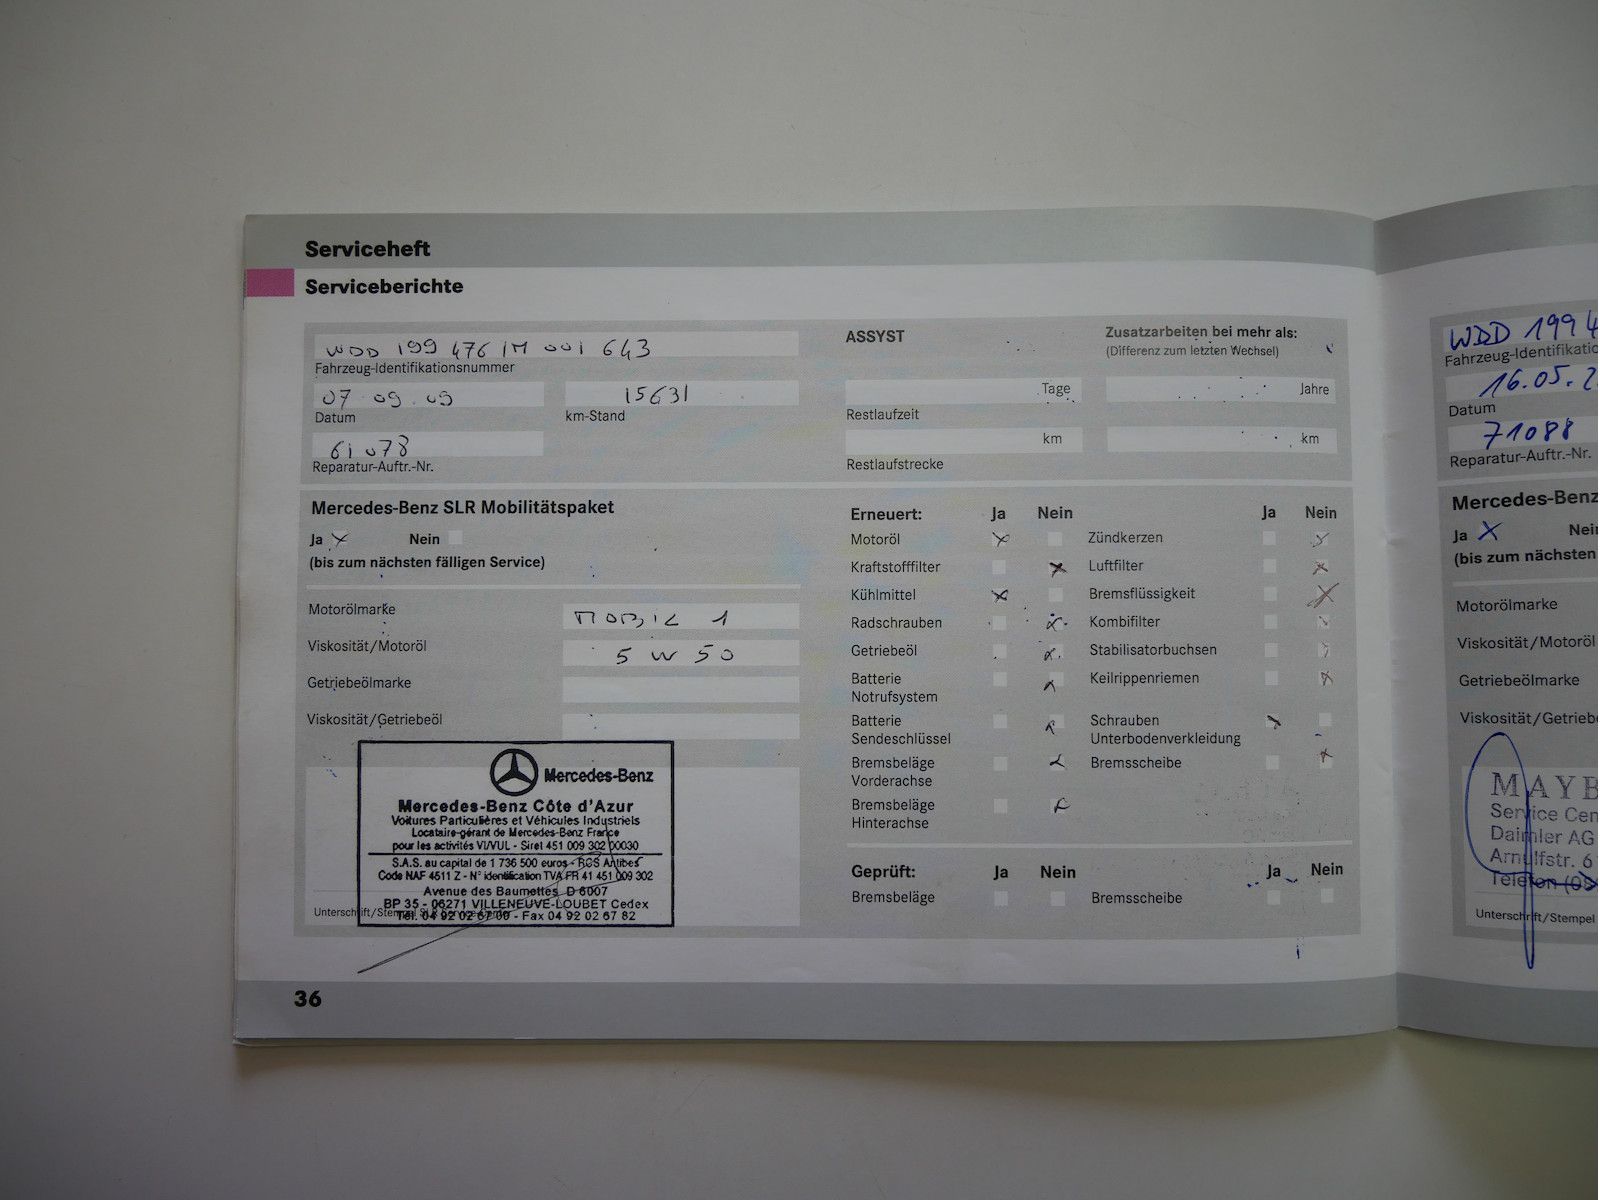 Serviceheft
Serviceberichte
WDD 199 476 1M 001 643
Fahrzeug-Identifikationsnummer
07 09 09
15631
Datum
km-Stand
61078
Reparatur-Auftr.-Nr.
ASSYST
Zusatzarbeiten bei mehr als:
(Differenz zum letzten Wechsel)
Tage
Jahre
Restlaufzeit
km
km
Restlaufstrecke
Mercedes-Benz SLR Mobilitätspaket
Ja X Nein
(bis zum nächsten fälligen Service)
Motorölmarke
MOBIL 1
Viskosität/Motoröl
5 W 50
Getriebeölmarke
Viskosität/Getriebeöl
Mercedes-Benz
Mercedes-Benz Côte d'Azur
Voitures Particulières et Véhicules Industriels
Locataire-gérant de Mercedes-Benz France
pour les activités VI/VUL - Siret 451 009 302 00030
S.A.S. au capital de 1 736 500 euros - RCS Antibes
Code NAF 4511 Z - N° identification TVA FR 41 451 009 302
Avenue des Baumettes D 6007
BP 35 - 06271 VILLENEUVE-LOUBET Cedex
Tél. 04 92 02 67 00 - Fax 04 92 02 67 82
Unterschrift/Stempel SLR Service-Center
Erneuert: Ja Nein
Ja Nein
Motoröl
Zündkerzen
Kraftstofffilter
Luftfilter
Kühlmittel
Bremsflüssigkeit
Radschrauben
Kombifilter
Getriebeöl
Stabilisatorbuchsen
Batterie
Notrufsystem
Keilrippenriemen
Batterie
Sendeschlüssel
Schrauben
Unterbodenverkleidung
Bremsbeläge
Vorderachse
Bremsscheibe
Bremsbeläge
Hinterachse
Geprüft: Ja Nein
Ja Nein
Bremsbeläge
Bremsscheibe
36
WDD 199 4
Fahrzeug-Identifikatio
16.05.2
Datum
71088
Reparatur-Auftr.-Nr.
Mercedes-Benz
Ja X Nein
(bis zum nächsten
Motorölmarke
Viskosität/Motoröl
Getriebeölmarke
Viskosität/Getriebe
MAYB
Service Cen
Daimler AG
Arnulfstr. 6
Telefon (08
Unterschrift/Stempel